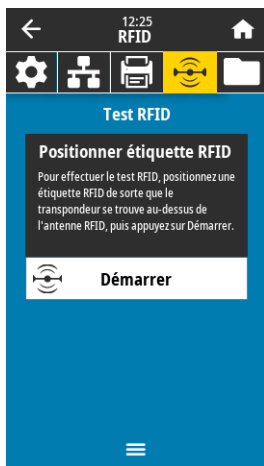 12:25
RFID
Test RFID
Positionner étiquette RFID
Pour effectuer le test RFID, positionnez une
étiquette RFID de sorte que le
transpondeur se trouve au-dessus de
l'antenne RFID, puis appuyez sur Démarrer.
Démarrer